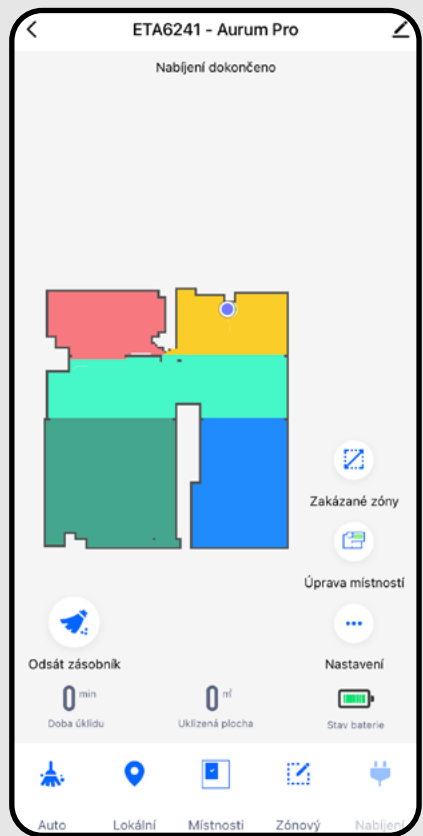 ETA6241 - Aurum Pro
Nabíjení dokončeno
Zakázané zóny
Úprava místností
Odsát zásobník
Nastavení
0 min
0 ㎡
Doba úklidu
Uklizená plocha
Stav baterie
Auto
Lokální
Místnosti
Zónový
Nabíjení